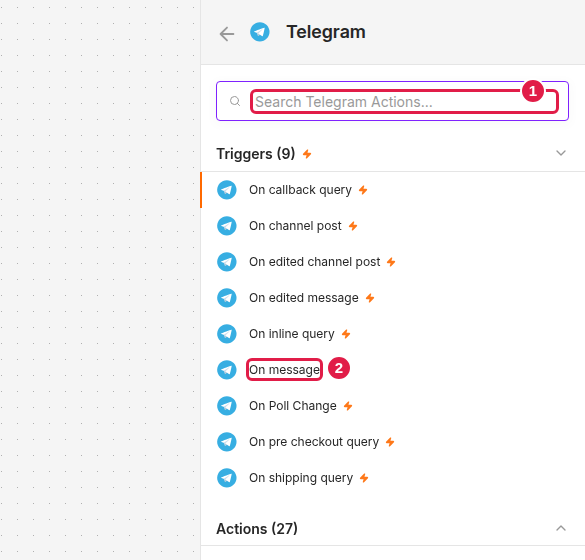 Telegram
Search Telegram Actions...
1
Triggers (9)
On callback query
On channel post
On edited channel post
On edited message
On inline query
On message
2
On Poll Change
On pre checkout query
On shipping query
Actions (27)